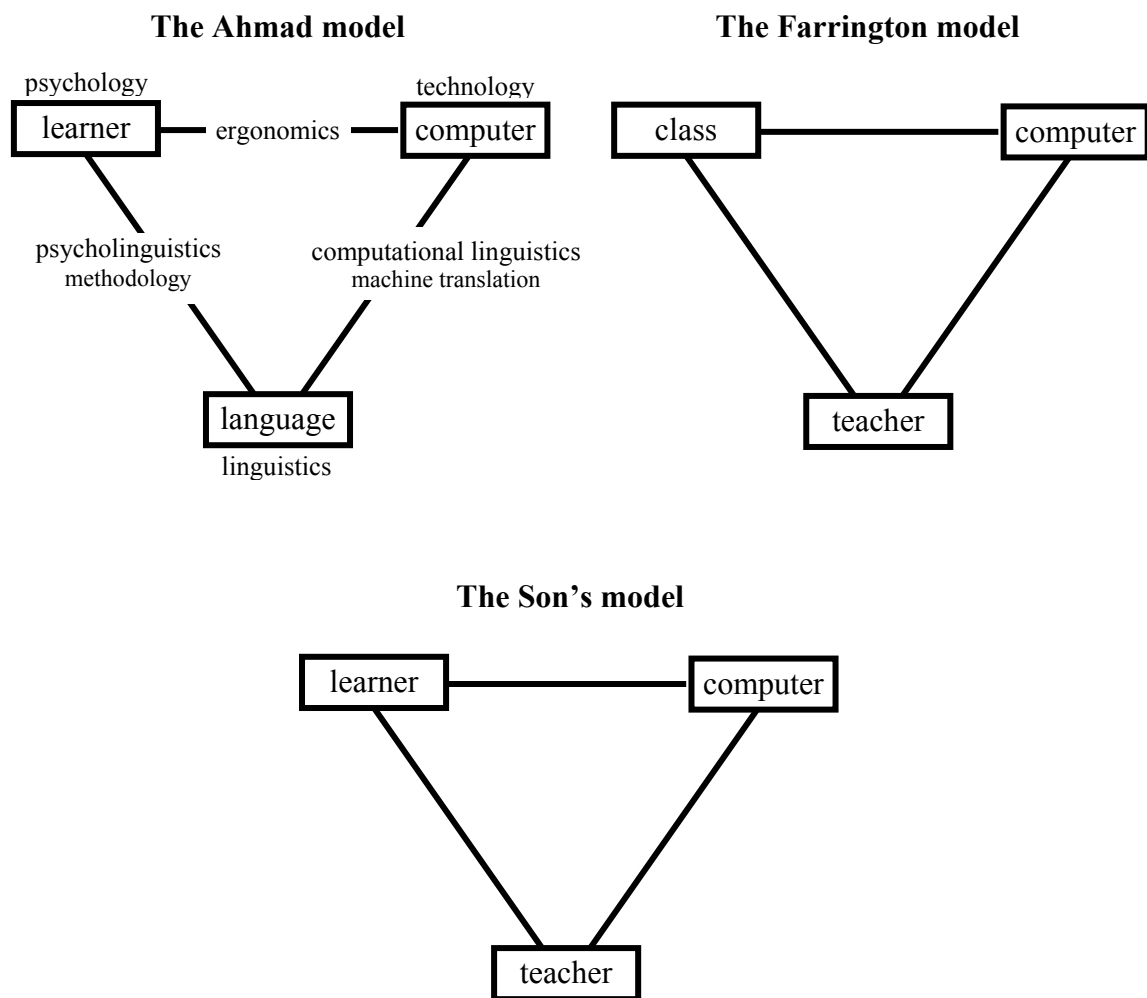 The Ahmad model
psychology
technology
learner
ergonomics
computer
psycholinguistics
methodology
computational linguistics
machine translation
language
linguistics
The Farrington model
class
computer
teacher
The Son’s model
learner
computer
teacher